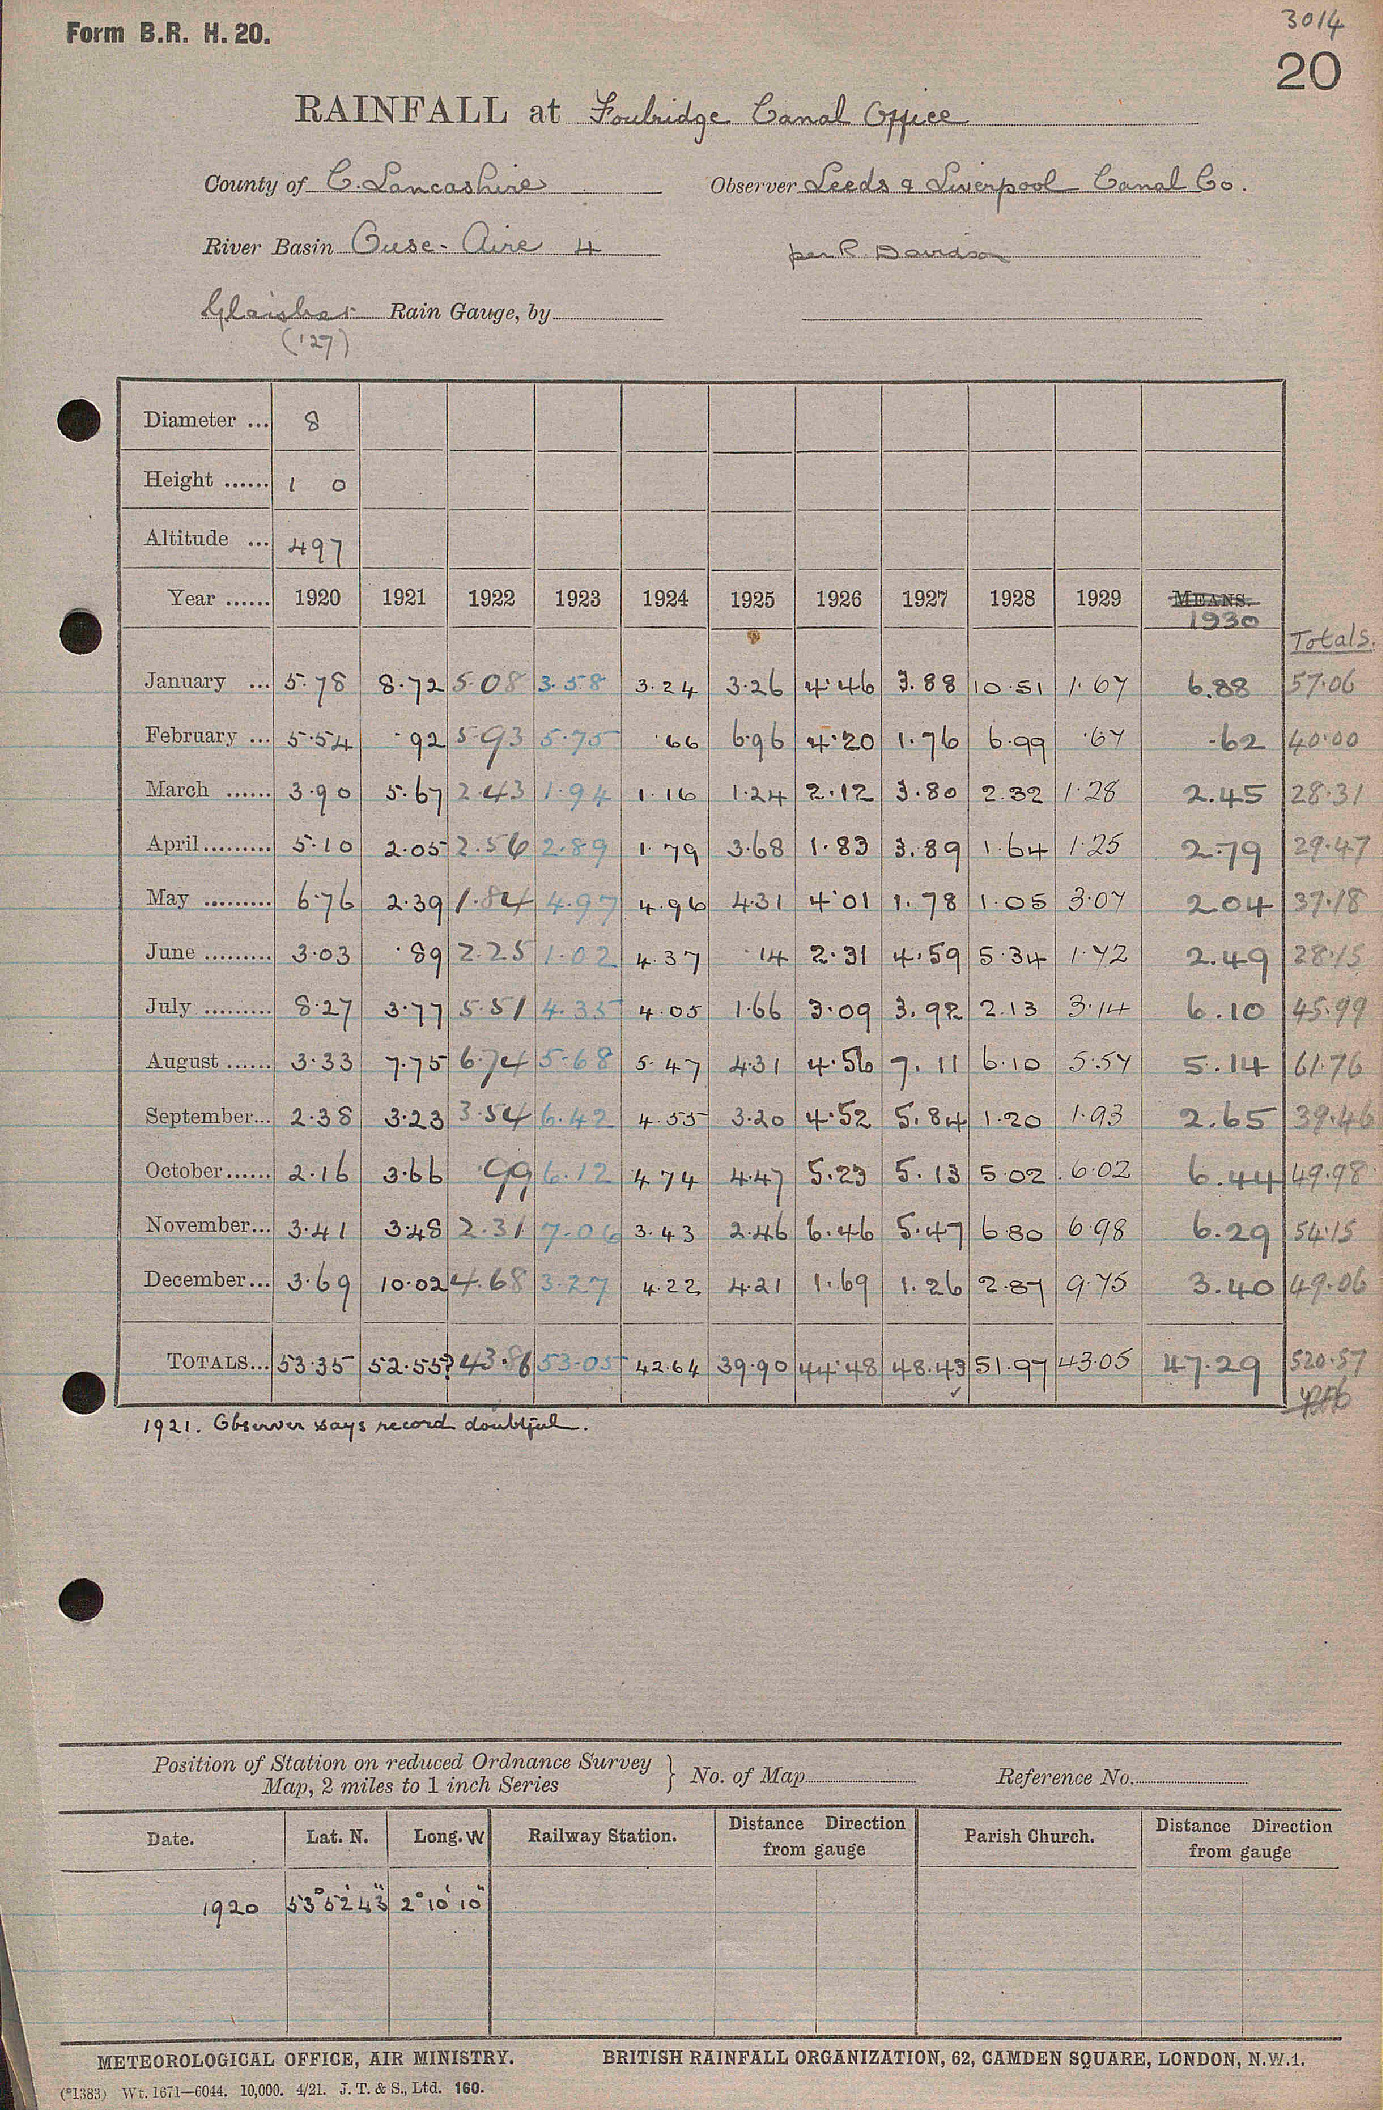 Form B.R. H. 20.
3014
20
RAINFALL at Foulridge Canal Office
County of C. Lancashire Observer Leeds & Liverpool Canal Co.
River Basin Ouse-Aire 4 per R. Davidson
Glaisher Rain Gauge, by
('27)
Diameter ... 8
Height ...... 1 0
Altitude ... 497
Year ...... 1920 1921 1922 1923 1924 1925 1926 1927 1928 1929 MEANS.
1930
Totals.
January ... 5.78 8.72 5.08 3.58 3.24 3.26 4.46 3.88 10.51 1.67 6.88 57.06
February ... 5.54 .92 5.93 5.75 .66 6.96 4.20 1.76 6.99 .67 .62 40.00
March ...... 3.90 5.67 2.43 1.94 1.16 1.24 2.12 3.80 2.32 1.28 2.45 28.31
April ......... 5.10 2.05 2.56 2.89 1.79 3.68 1.83 3.89 1.64 1.25 2.79 29.47
May ......... 6.76 2.39 1.84 4.97 4.96 4.31 4.01 1.78 1.05 3.07 2.04 37.18
June ......... 3.03 .89 2.25 1.02 4.37 .14 2.31 4.59 5.34 1.72 2.49 28.15
July ......... 8.27 3.77 5.51 4.35 4.05 1.66 3.09 3.92 2.13 3.14 6.10 45.99
August ...... 3.33 7.75 6.74 5.68 5.47 4.31 4.56 7.11 6.10 5.57 5.14 61.76
September... 2.38 3.23 3.54 6.42 4.55 3.20 4.52 5.84 1.20 1.93 2.65 39.46
October...... 2.16 3.66 .99 6.12 4.74 4.47 5.23 5.13 5.02 6.02 6.44 49.98
November... 3.41 3.48 2.31 7.06 3.43 2.46 6.46 5.47 6.80 6.98 6.29 54.15
December... 3.69 10.02 4.68 3.27 4.22 4.21 1.69 1.26 2.87 9.75 3.40 49.06
TOTALS... 53.35 52.55? 43.86 53.05 42.64 39.90 44.48 48.43 51.97 43.05 47.29 520.57
1921. Observer says record doubtful.
Position of Station on reduced Ordnance Survey
Map, 2 miles to 1 inch Series } No. of Map Reference No.
Date. Lat. N. Long. W Railway Station. Distance Direction from gauge Parish Church. Distance Direction from gauge
1920 53° 52' 43" 2° 10' 10"
METEOROLOGICAL OFFICE, AIR MINISTRY. BRITISH RAINFALL ORGANIZATION, 62, CAMDEN SQUARE, LONDON, N.W.1.
(*1383) Wt. 1671—6044. 10,000. 4/21. J. T. & S., Ltd. 160.